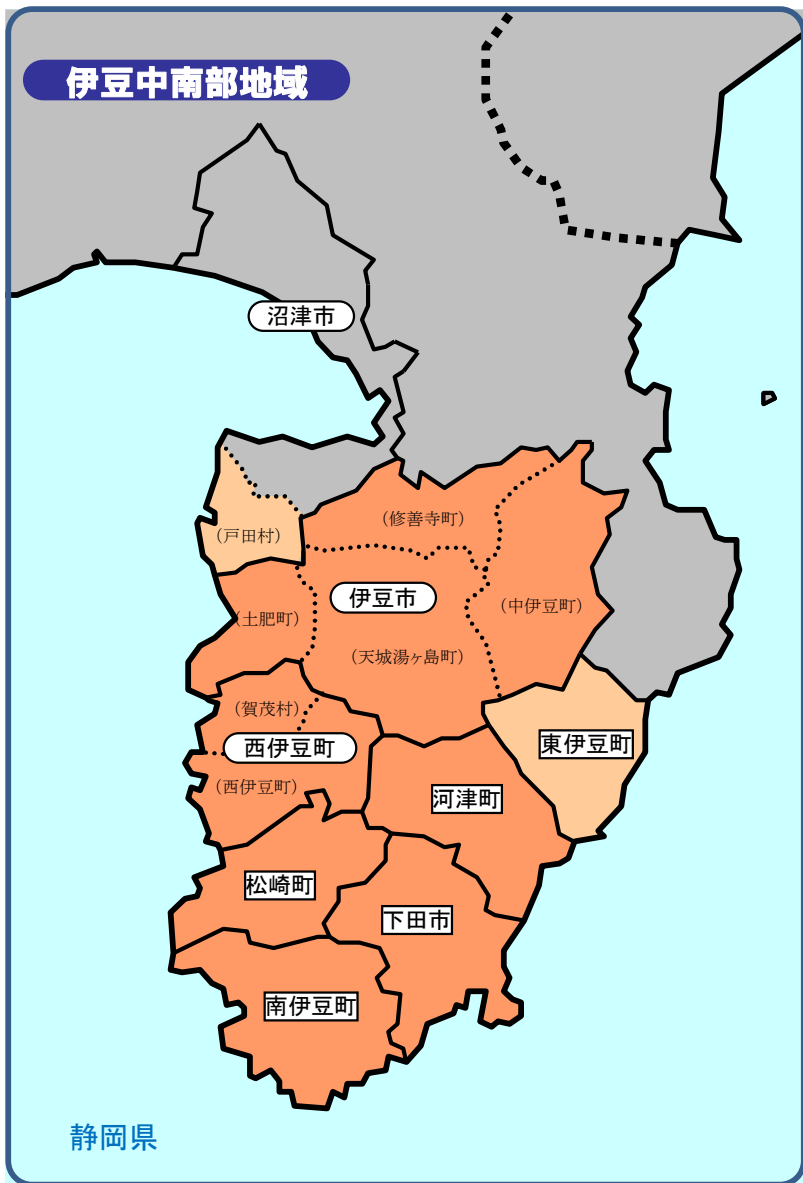 伊豆中南部地域
沼津市
（修善寺町）
（戸田村）
伊豆市
（中伊豆町）
（土肥町）
（天城湯ヶ島町）
（賀茂村）
東伊豆町
西伊豆町
（西伊豆町）
河津町
松崎町
下田市
南伊豆町
静岡県